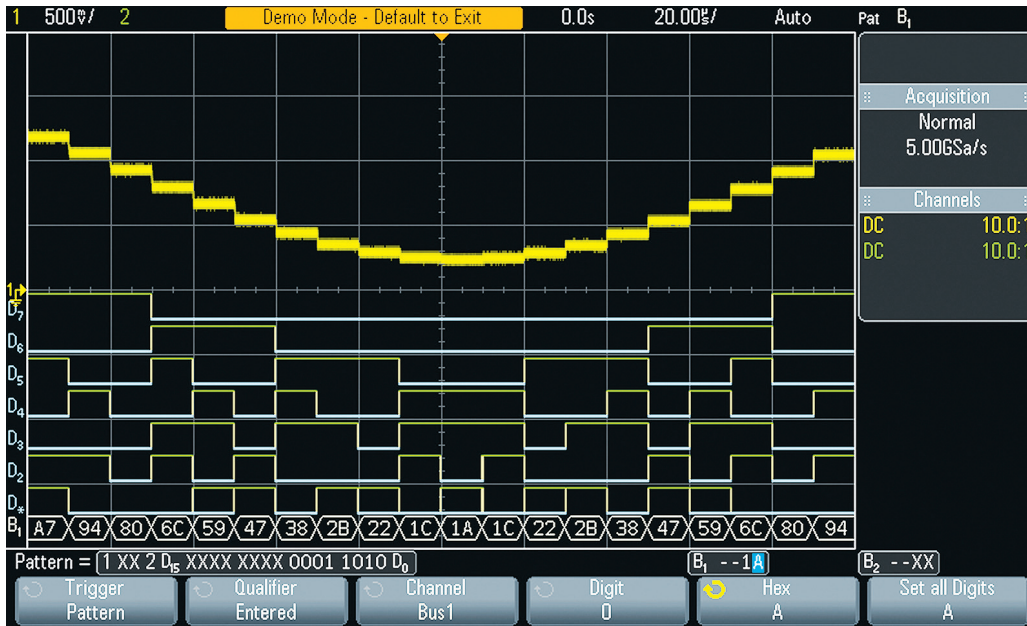 1 500mV/ 2 Demo Mode - Default to Exit 0.0s 20.00µs/ Auto Pat B1
Acquisition
Normal
5.00GSa/s
Channels
DC 10.0:1
DC 10.0:1
1
D7
D6
D5
D4
D3
D2
D*
B1 A7 94 80 6C 59 47 38 2B 22 1C 1A 1C 22 2B 38 47 59 6C 80 94
Pattern = 1 XX 2 D15 XXXX XXXX 0001 1010 D0 B1 --1A B2 --XX
Trigger Qualifier Channel Digit Hex Set all Digits
Pattern Entered Bus1 0 A A